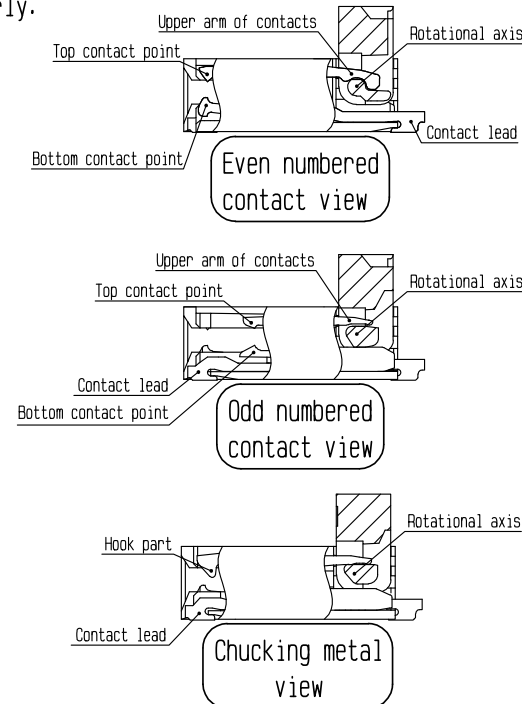 rly.
Upper arm of contacts
Rotational axis
Top contact point
Contact lead
Bottom contact point
Even numbered
contact view
Upper arm of contacts
Rotational axis
Top contact point
Contact lead
Bottom contact point
Odd numbered
contact view
Rotational axis
Hook part
Contact lead
Chucking metal
view